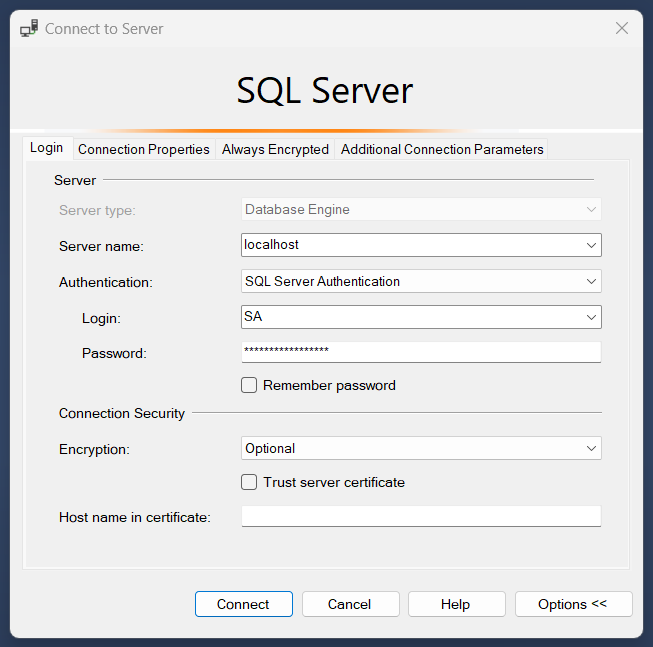 Connect to Server
SQL Server
Login Connection Properties Always Encrypted Additional Connection Parameters
Server
Server type: Database Engine
Server name: localhost
Authentication: SQL Server Authentication
Login: SA
Password: *****************
Remember password
Connection Security
Encryption: Optional
Trust server certificate
Host name in certificate:
Connect Cancel Help Options <<